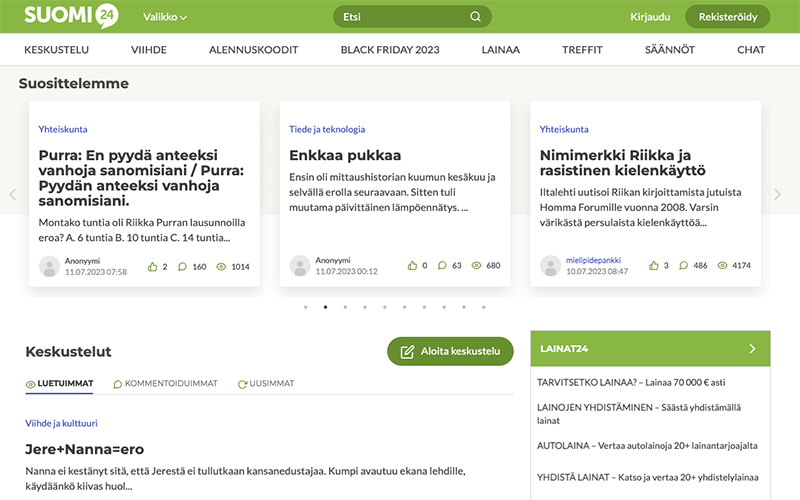 SUOMI24
Valikko
Etsi
Kirjaudu
Rekisteröidy
KESKUSTELU
VIIHDE
ALENNUSKOODIT
BLACK FRIDAY 2023
LAINAA
TREFFIT
SÄÄNNÖT
CHAT
Suosittelemme
Yhteiskunta
Purra: En pyydä anteeksi
vanhoja sanomisiani / Purra:
Pyydän anteeksi vanhoja
sanomisiani.
Montako tuntia oli Riikka Purran lausunnoilla
eroa? A. 6 tuntia B. 10 tuntia C. 14 tuntia...
Anonyymi
11.07.2023 07:58
2
160
1014
Tiede ja teknologia
Enkkaa pukkaa
Ensin oli mittaushistorian kuumun kesäkuu ja
selvällä erolla seuraavaan. Sitten tuli
muutama päivittäinen lämpöennätys. ...
Anonyymi
11.07.2023 00:12
0
63
680
Yhteiskunta
Nimimerkki Riikka ja
rasistinen kielenkäyttö
Iltalehti uutisoi Riikan kirjoittamista jutuista
Homma Forumille vuonna 2008. Varsin
värikästä persulaista kielenkäyttöä...
mielipidepankki
10.07.2023 08:47
3
486
4174
Keskustelut
Aloita keskustelu
LUETUIMMAT
KOMMENTOIDUIMMAT
UUSIMMAT
Viihde ja kulttuuri
Jere+Nanna=ero
Nanna ei kestänyt sitä, että Jerestä ei tullutkaan kansanedustajaa. Kumpi avautuu ekana lehdille,
käydäänkö kiivas huol...
LAINAT24
TARVITSETKO LAINAA? – Lainaa 70 000 € asti
LAINOJEN YHDISTÄMINEN – Säästä yhdistämällä
lainat
AUTOLAINA – Vertaa autolainoja 20+ lainantarjoajalta
YHDISTÄ LAINAT – Katso ja vertaa 20+ yhdistelylainaa